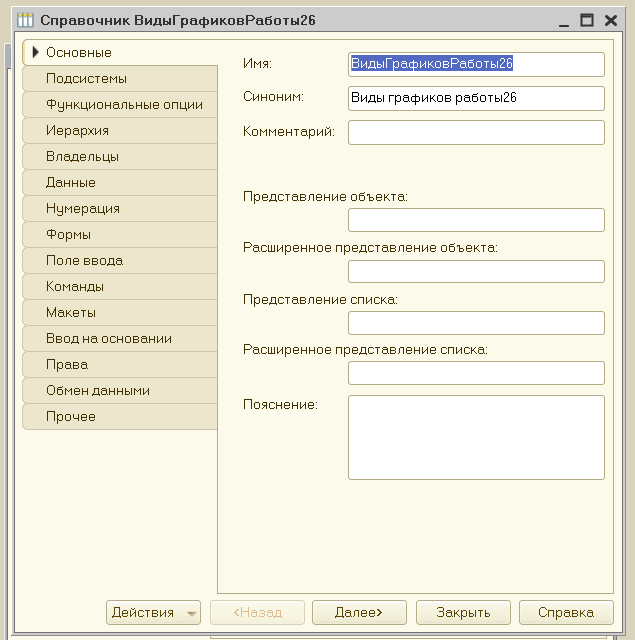 Справочник ВидыГрафиковРаботы26
Основные
Подсистемы
Функциональные опции
Иерархия
Владельцы
Данные
Нумерация
Формы
Поле ввода
Команды
Макеты
Ввод на основании
Права
Обмен данными
Прочее
Имя: ВидыГрафиковРаботы26
Синоним: Виды графиков работы26
Комментарий:
Представление объекта:
Расширенное представление объекта:
Представление списка:
Расширенное представление списка:
Пояснение:
Действия <Назад Далее> Закрыть Справка